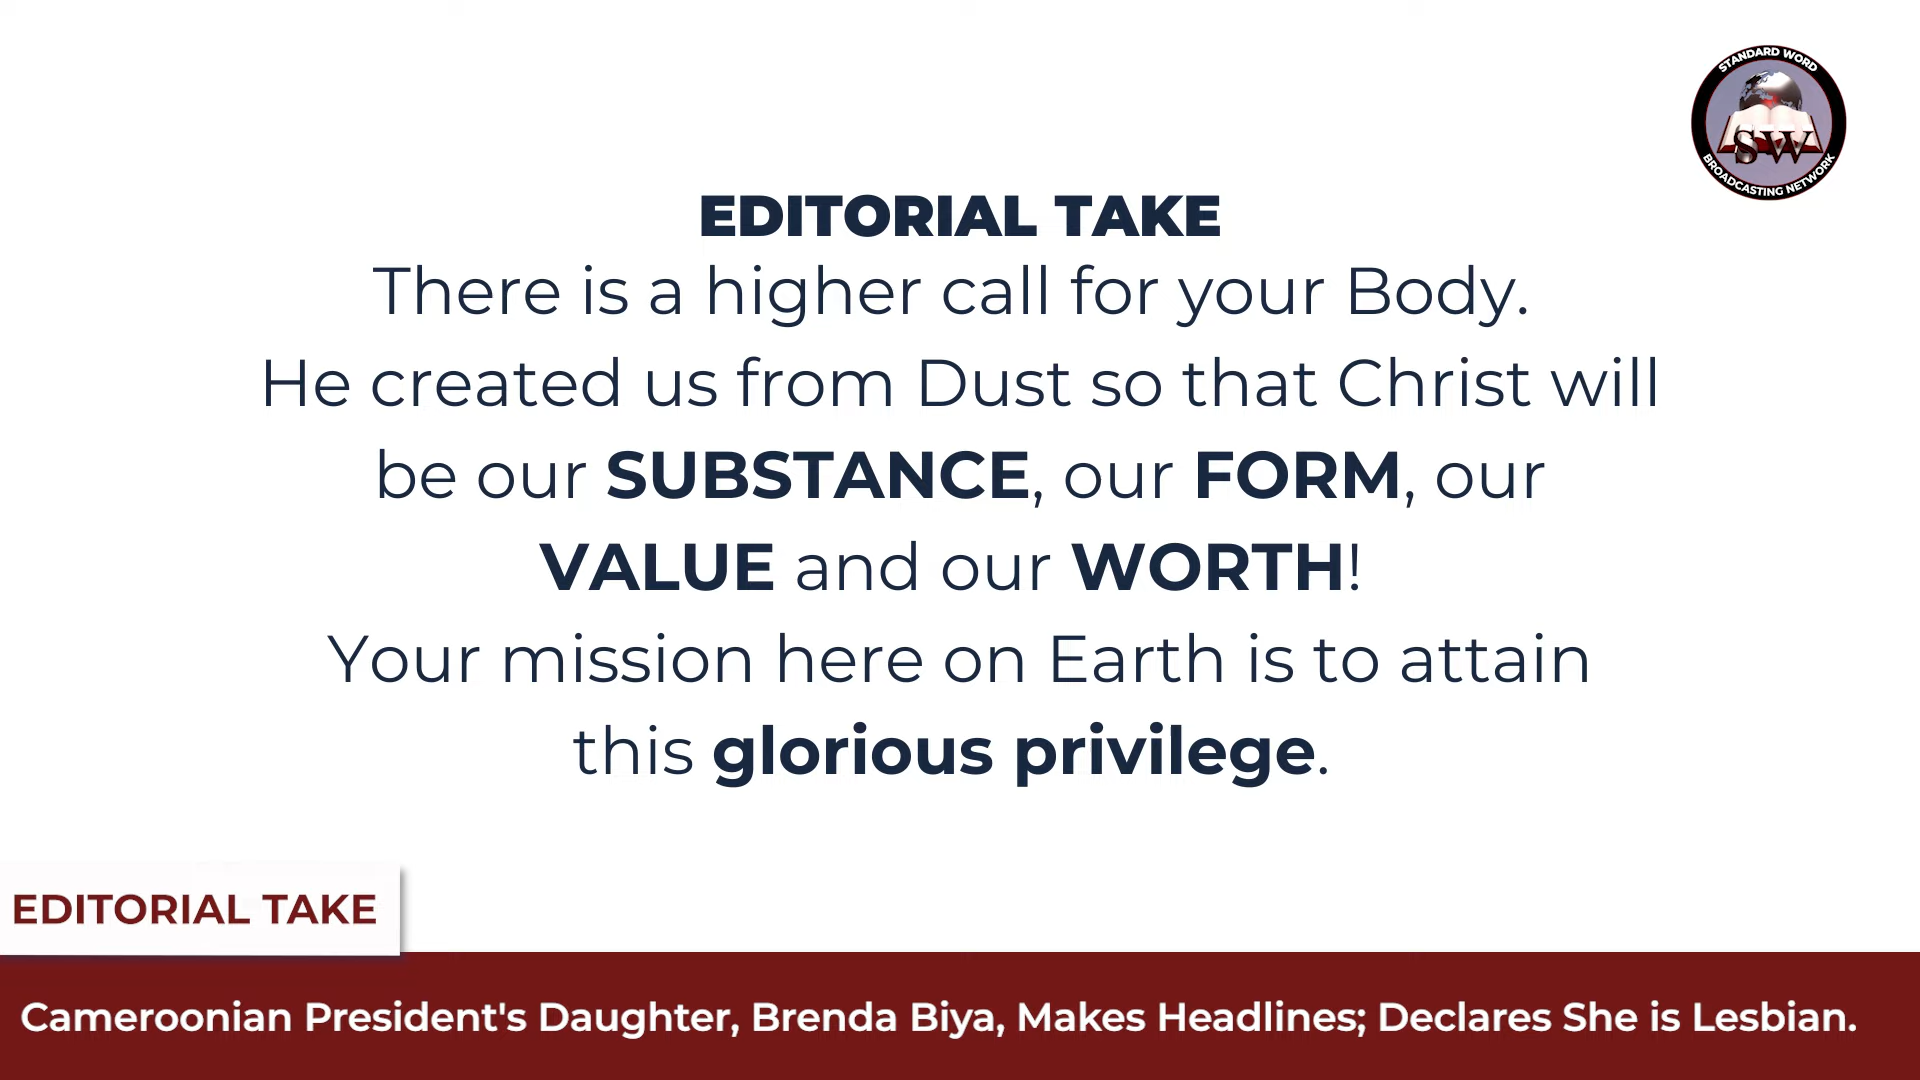 STANDARD WORD
SW
BROADCASTING NETWORK
EDITORIAL TAKE
There is a higher call for your Body.
He created us from Dust so that Christ will
be our SUBSTANCE, our FORM, our
VALUE and our WORTH!
Your mission here on Earth is to attain
this glorious privilege.
EDITORIAL TAKE
Cameroonian President's Daughter, Brenda Biya, Makes Headlines; Declares She is Lesbian.